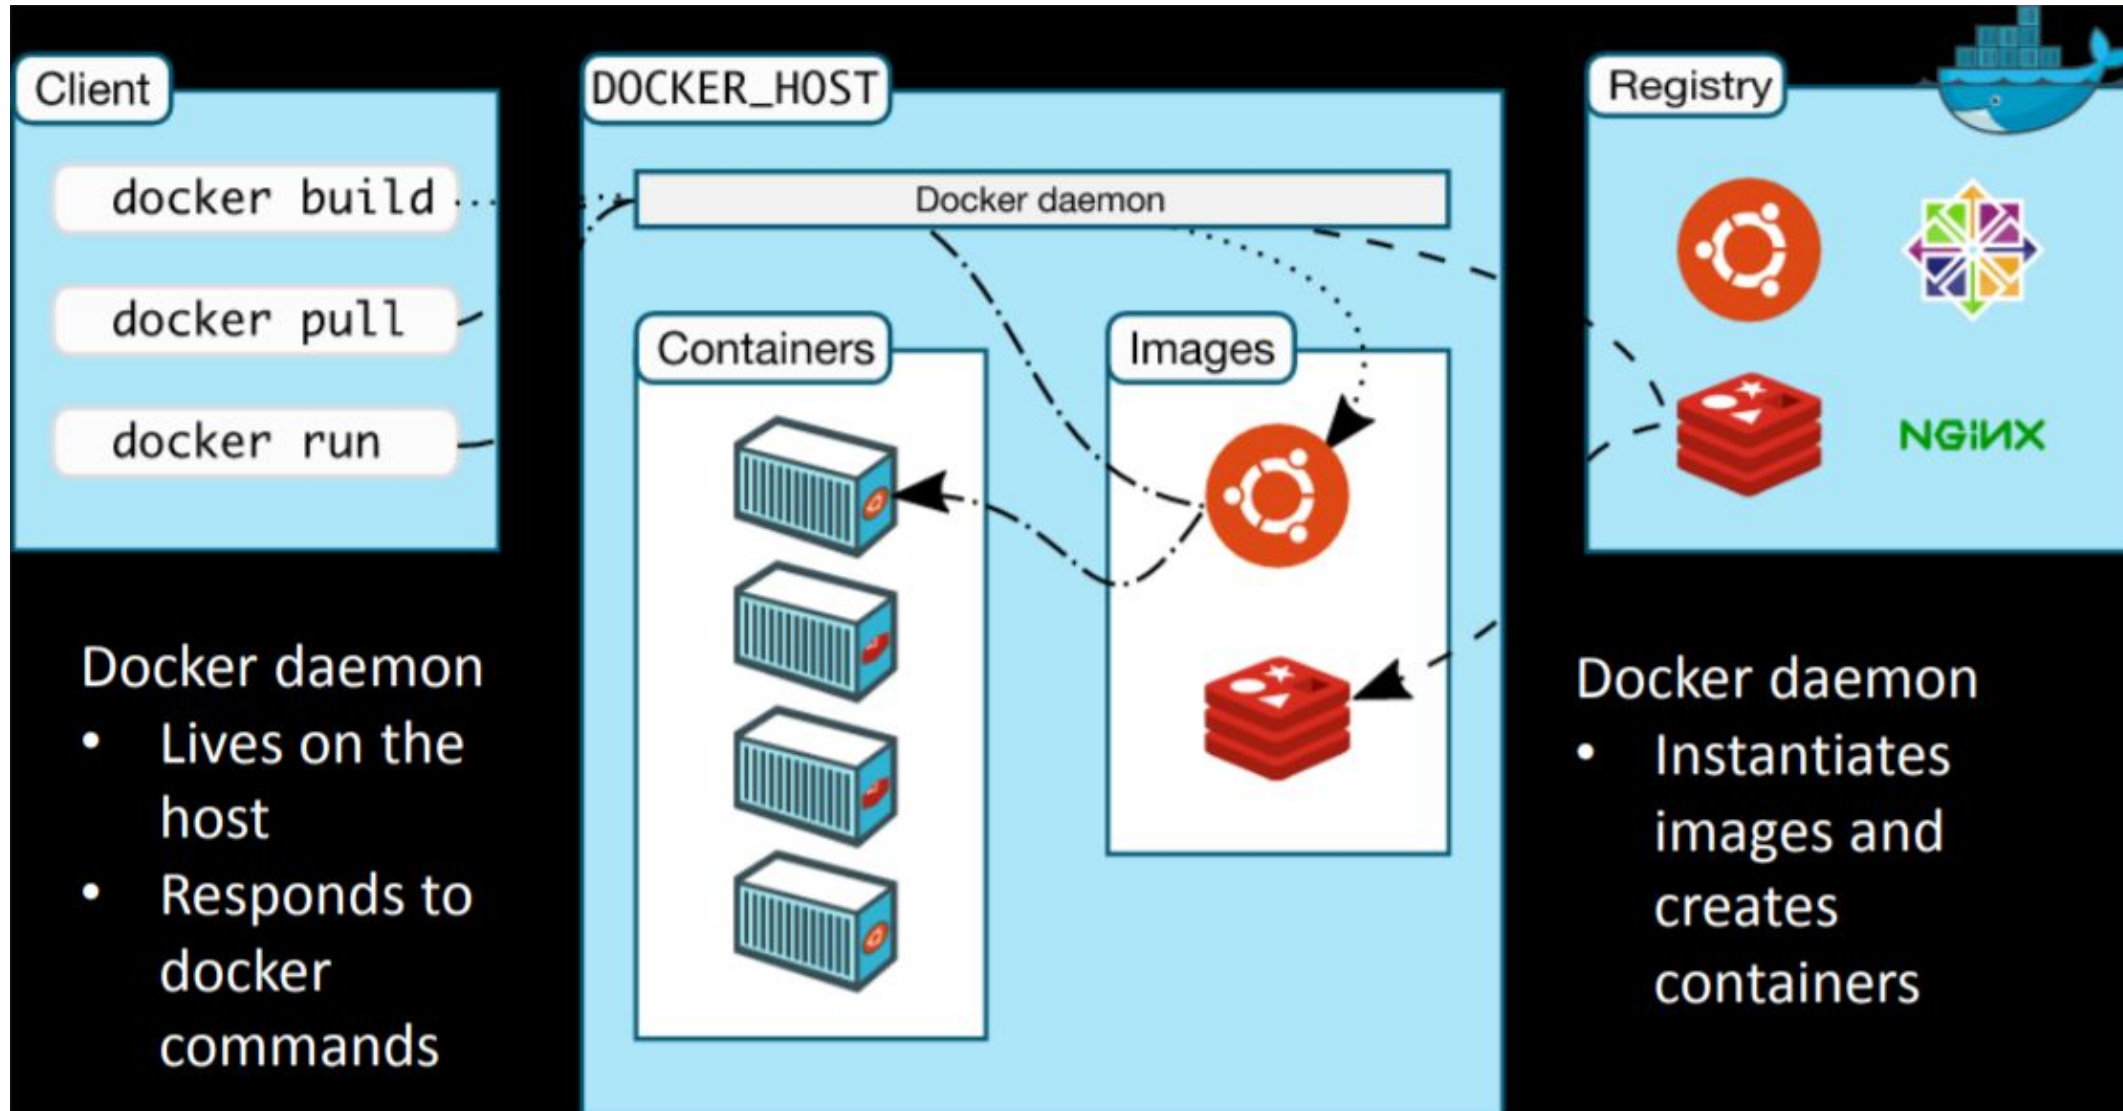 Client
docker build
docker pull
docker run
DOCKER_HOST
Docker daemon
Containers
Images
Registry
NGiNX
Docker daemon
• Lives on the
host
• Responds to
docker
commands
Docker daemon
• Instantiates
images and
creates
containers